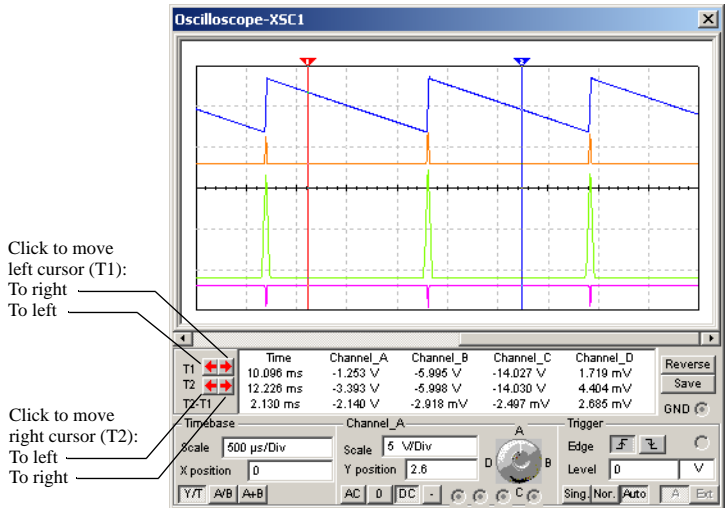 Oscilloscope-XSC1
1
2
Click to move
left cursor (T1):
To right
To left
Click to move
right cursor (T2):
To left
To right
Time Channel_A Channel_B Channel_C Channel_D
T1 10.096 ms -1.253 V -5.995 V -14.027 V 1.719 mV
T2 12.226 ms -3.393 V -5.998 V -14.030 V 4.404 mV
T2-T1 2.130 ms -2.140 V -2.918 mV -2.497 mV 2.685 mV
Reverse
Save
GND
Timebase
Scale 500 µs/Div
X position 0
Y/T A/B A+B
Channel_A
Scale 5 V/Div
Y position 2.6
AC 0 DC -
A
B
C
D
Trigger
Edge
Level 0 V
Sing. Nor. Auto A Ext